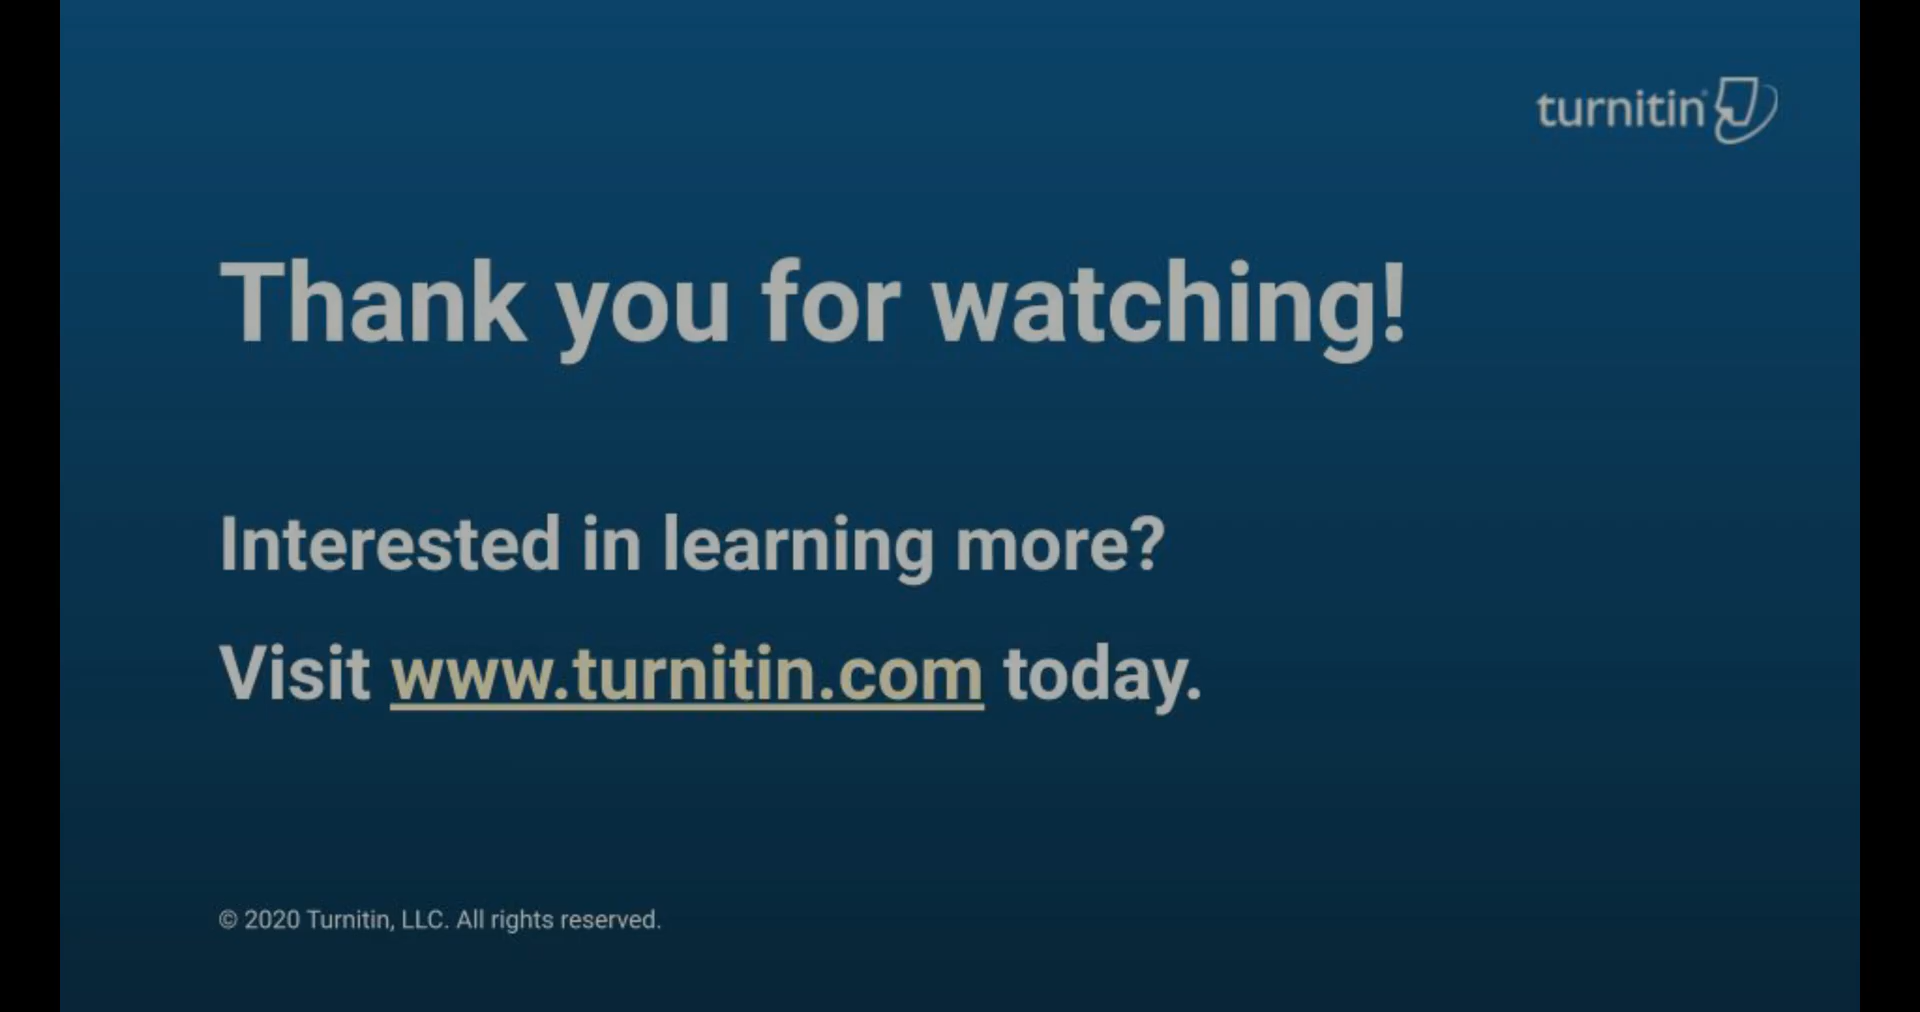 turnitin
Thank you for watching!
Interested in learning more?
Visit www.turnitin.com today.
© 2020 Turnitin, LLC. All rights reserved.